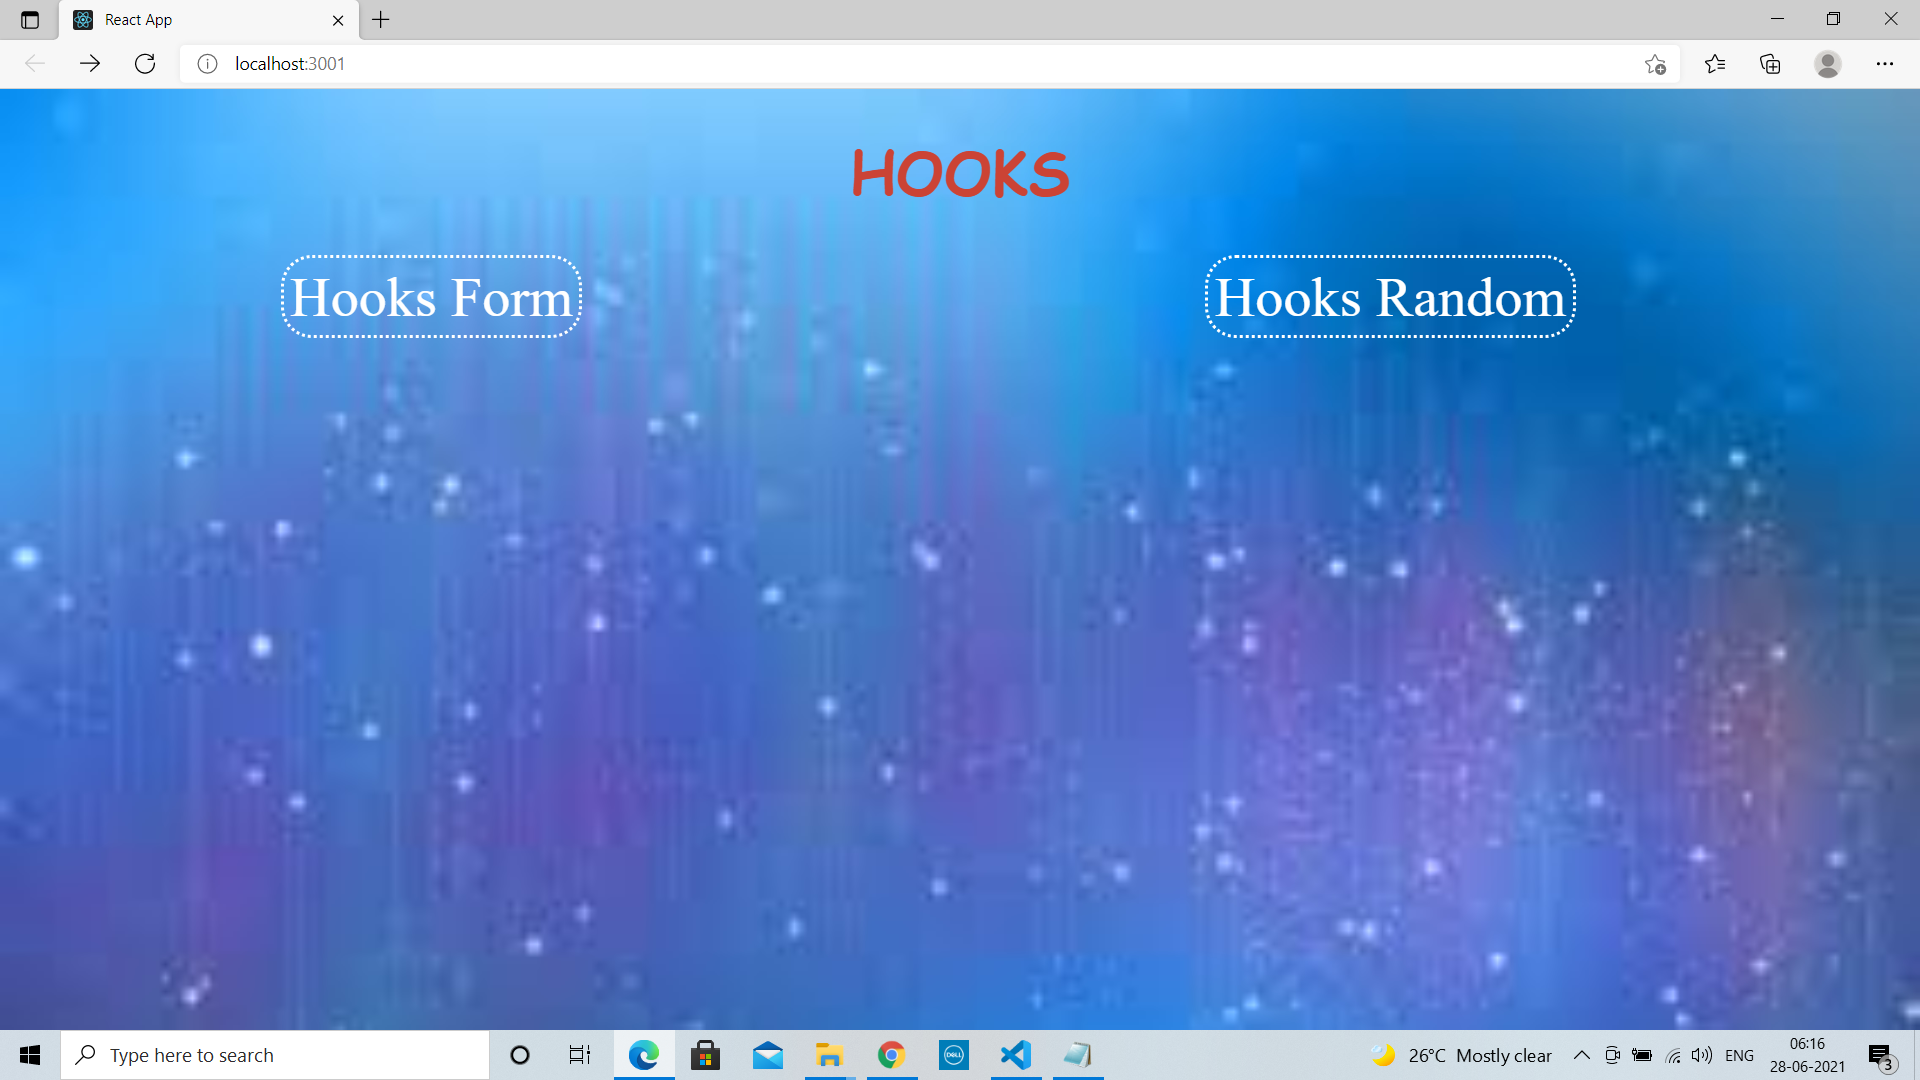 React App
localhost:3001
HOOKS
Hooks Form
Hooks Random
Type here to search
DELL
26°C Mostly clear
ENG
06:16
28-06-2021
3